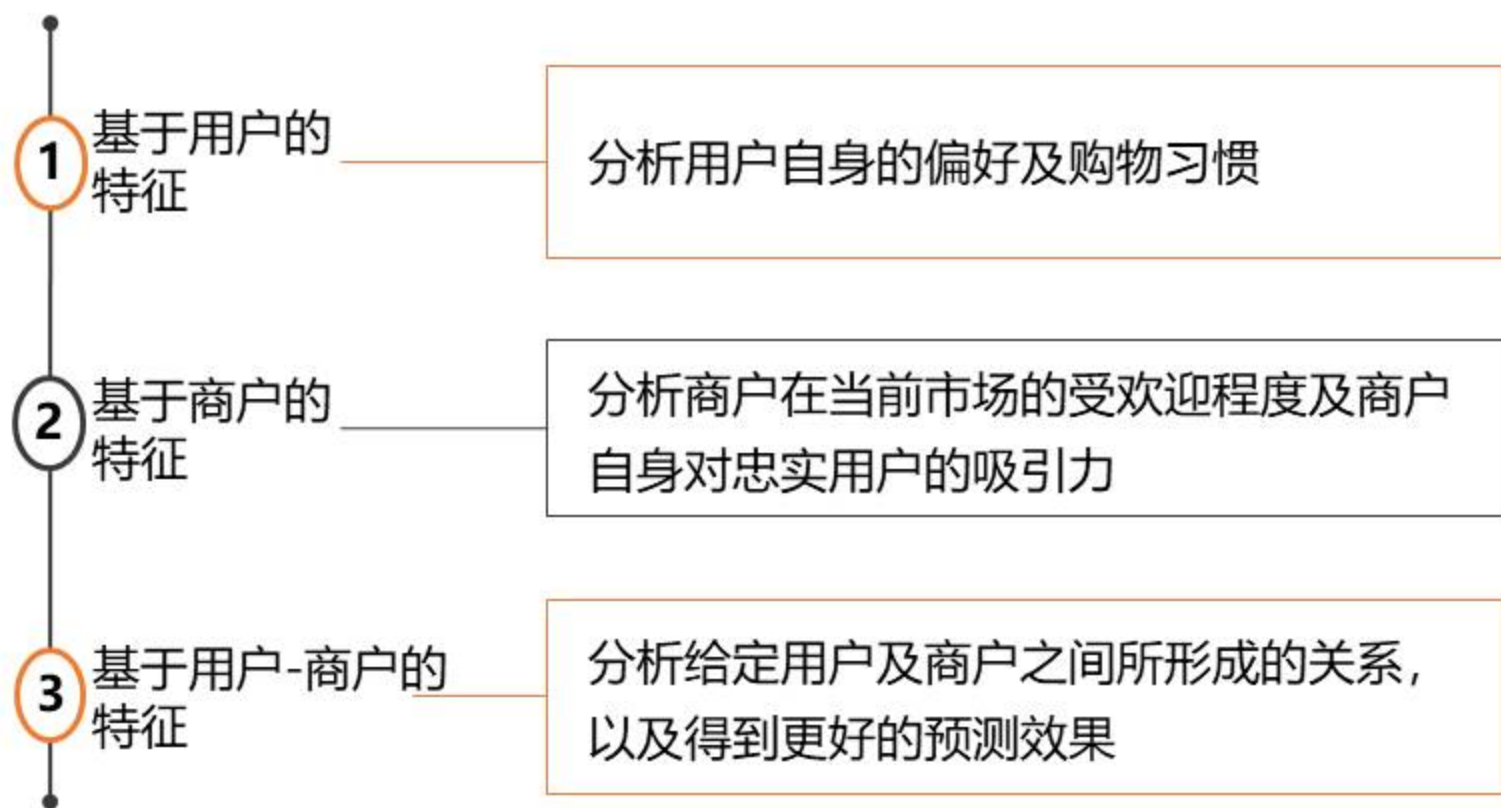 1
基于用户的
特征
分析用户自身的偏好及购物习惯
2
基于商户的
特征
分析商户在当前市场的受欢迎程度及商户
自身对忠实用户的吸引力
3
基于用户-商户的
特征
分析给定用户及商户之间所形成的关系，
以及得到更好的预测效果